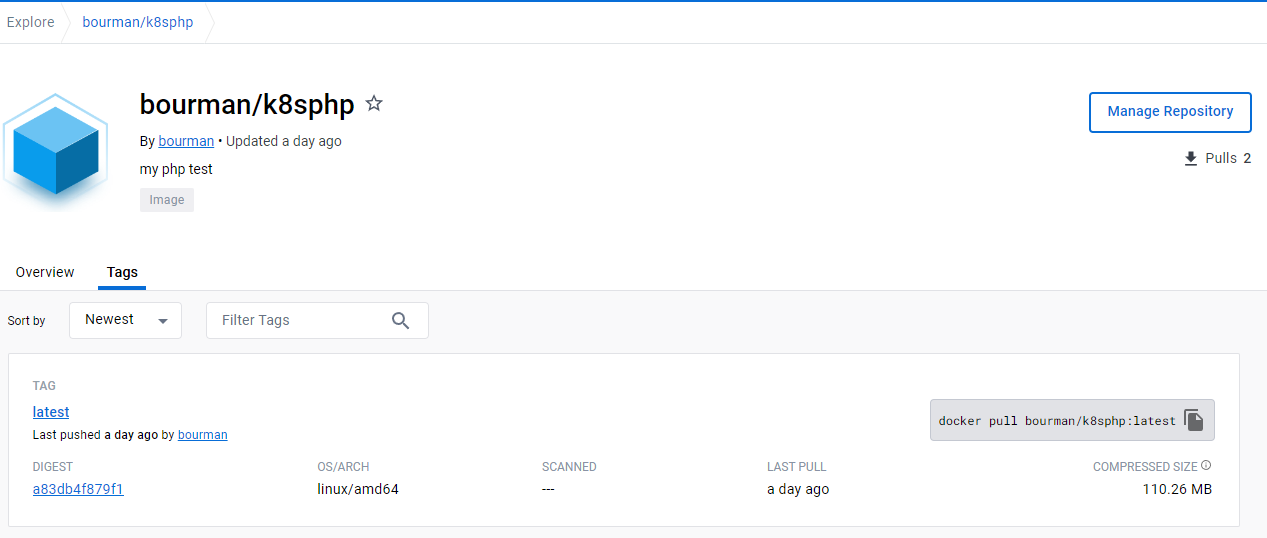 Explore
bourman/k8sphp
bourman/k8sphp
Manage Repository
By bourman • Updated a day ago
Pulls 2
my php test
Image
Overview
Tags
Sort by
Newest
Filter Tags
TAG
latest
docker pull bourman/k8sphp:latest
Last pushed a day ago by bourman
DIGEST
OS/ARCH
SCANNED
LAST PULL
COMPRESSED SIZE
a83db4f879f1
linux/amd64
---
a day ago
110.26 MB